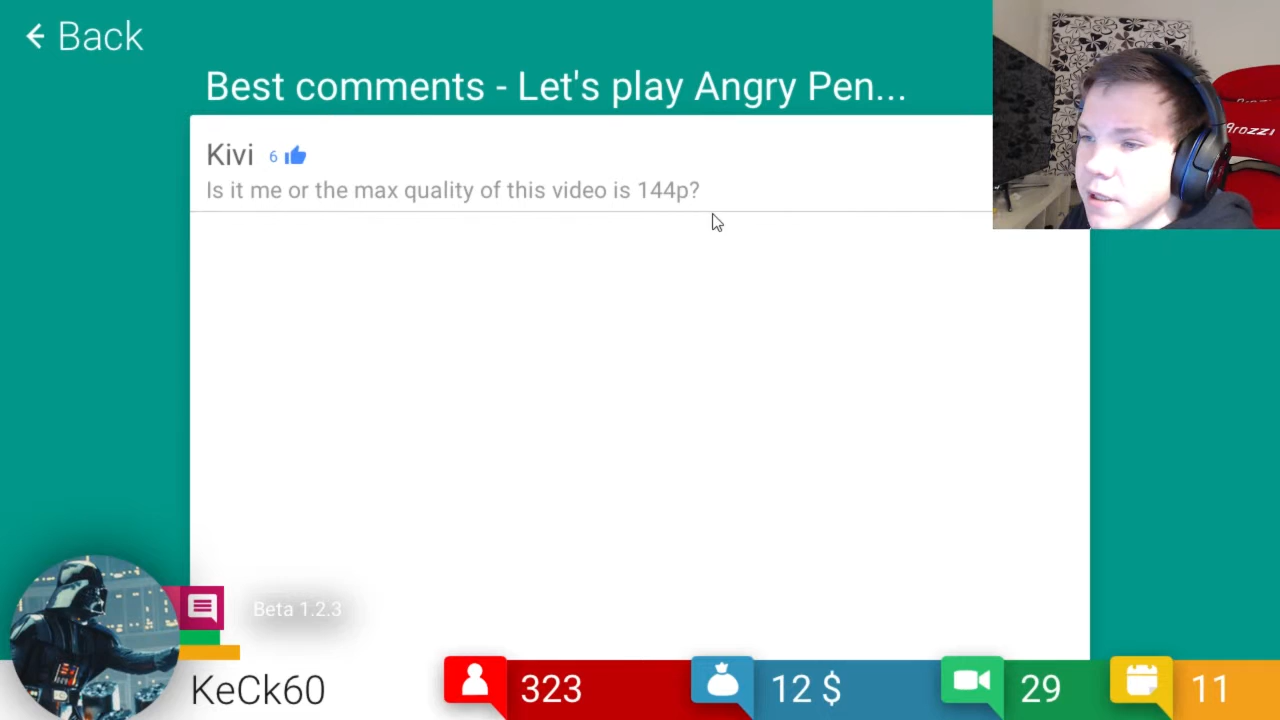 Back
Best comments - Let's play Angry Pen...
Kivi 6
Is it me or the max quality of this video is 144p?
Arozzi
Beta 1.2.3
KeCk60
323
12 $
29
11